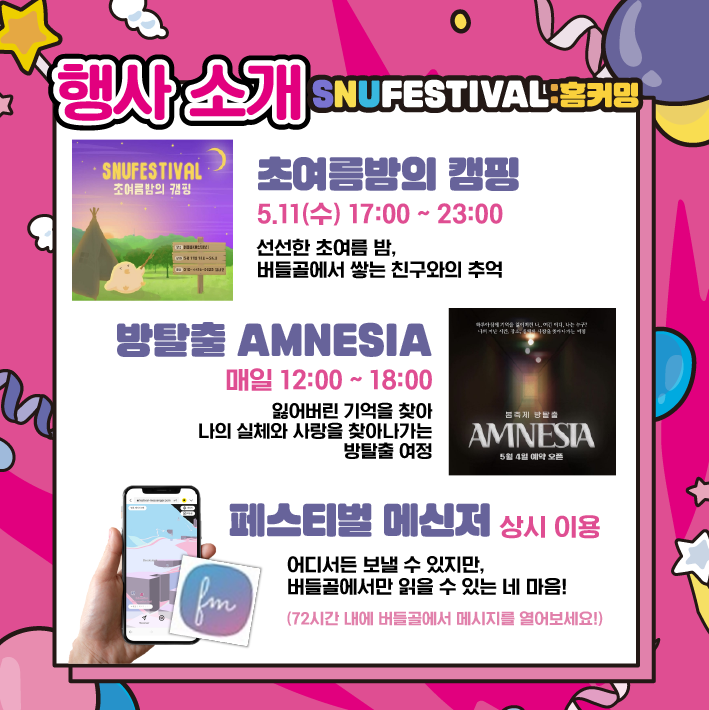 행사 소개 SNUFESTIVAL:홈커밍
SNUFESTIVAL
초여름밤의 캠핑
초여름밤의 캠핑
5.11(수) 17:00 ~ 23:00
선선한 초여름 밤,
버들골에서 쌓는 친구와의 추억
방탈출 AMNESIA
매일 12:00 ~ 18:00
잃어버린 기억을 찾아
나의 실체와 사랑을 찾아나가는
방탈출 여정
봄축제 방탈출
AMNESIA
5월 4일 예약 오픈
페스티벌 메신저 상시 이용
어디서든 보낼 수 있지만,
버들골에서만 읽을 수 있는 네 마음!
(72시간 내에 버들골에서 메시지를 열어보세요!)
fm